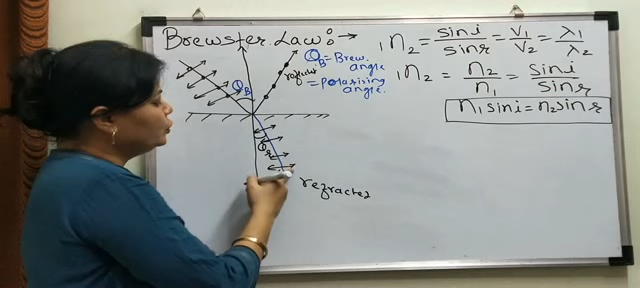 Brewster Law :→
θB
reflected
θB = Brew. angle
= polarising angle.
θr
refracted
₁n₂ = sin i / sin r = v₁ / v₂ = λ₁ / λ₂
₁n₂ = n₂ / n₁ = sin i / sin r
n₁ sin i = n₂ sin r